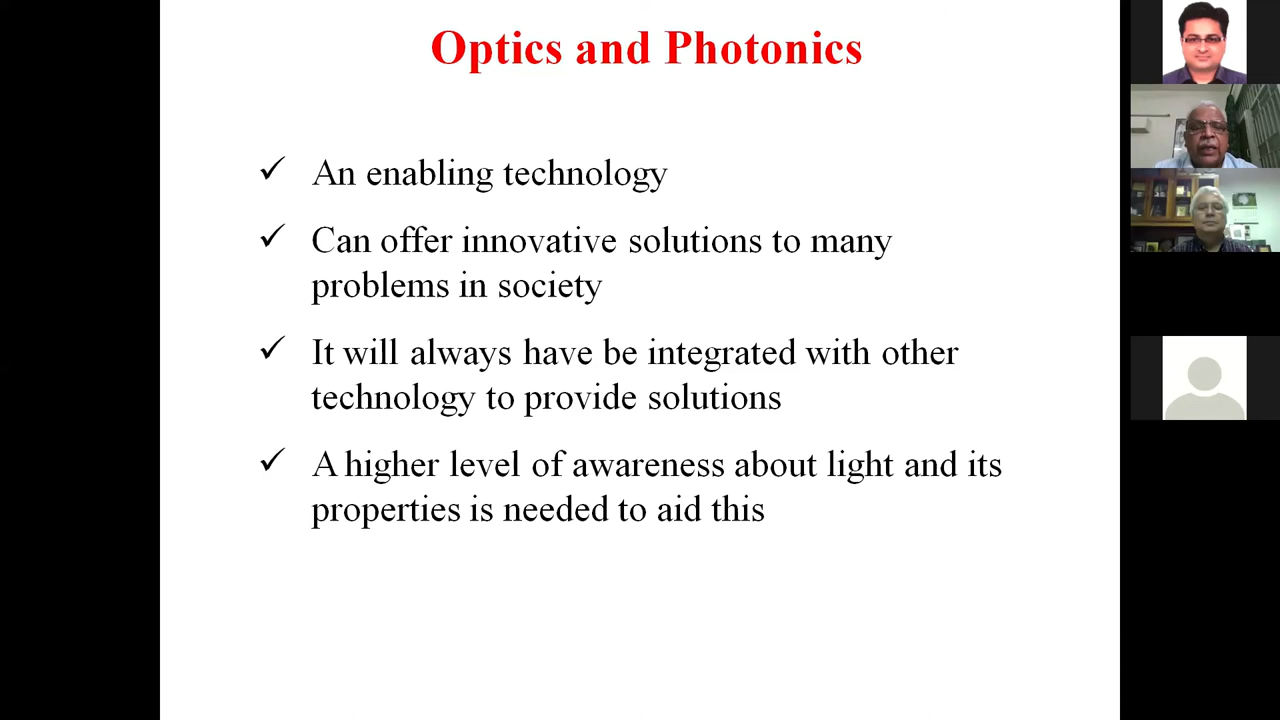 Optics and Photonics
✓ An enabling technology
✓ Can offer innovative solutions to many
problems in society
✓ It will always have be integrated with other
technology to provide solutions
✓ A higher level of awareness about light and its
properties is needed to aid this